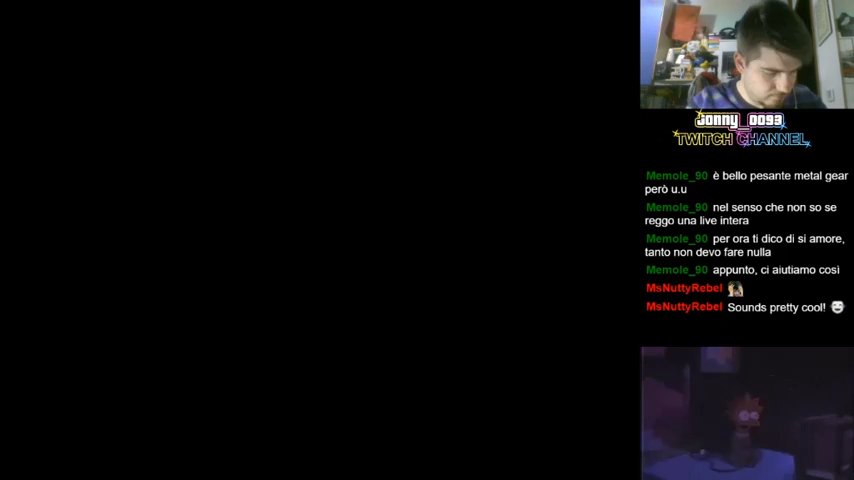 JONNY_0093
TWITCH CHANNEL
Memole_90 è bello pesante metal gear
però u.u
Memole_90 nel senso che non so se
reggo una live intera
Memole_90 per ora ti dico di si amore,
tanto non devo fare nulla
Memole_90 appunto, ci aiutiamo così
MsNuttyRebel
MsNuttyRebel Sounds pretty cool!